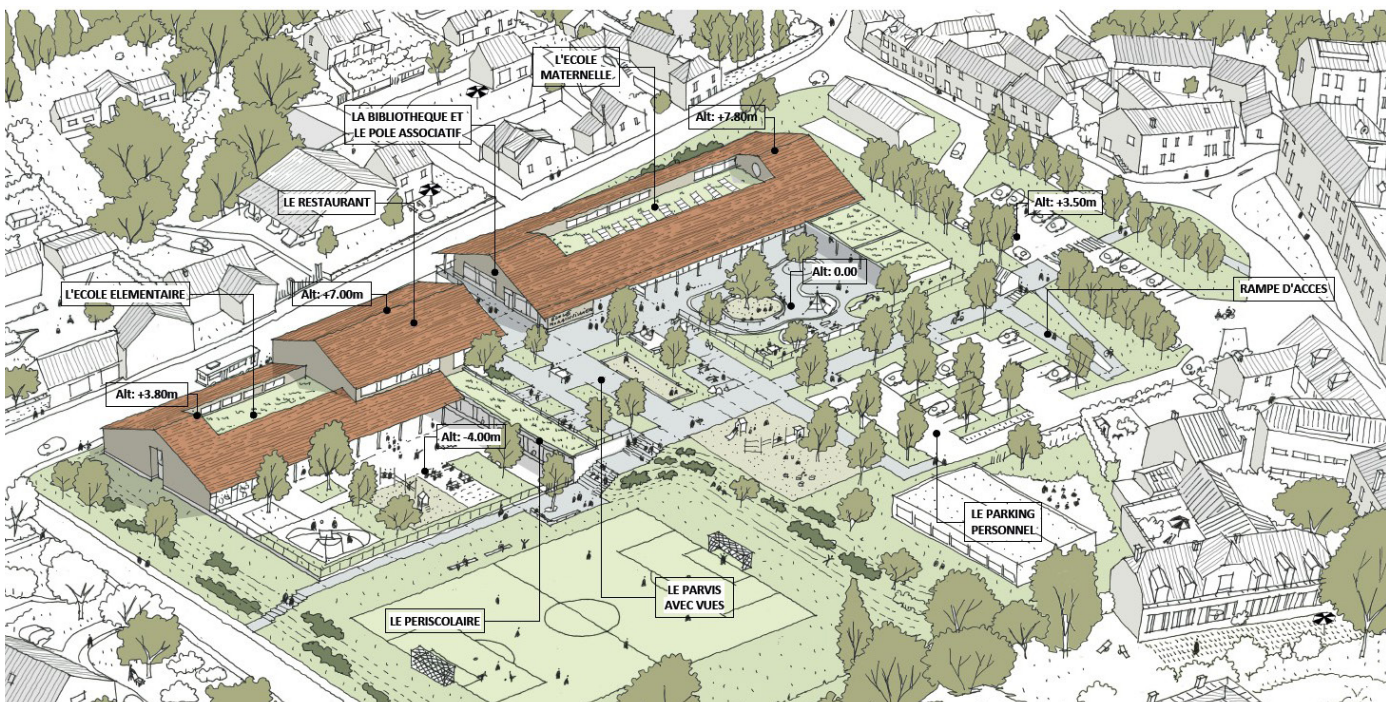 L'ECOLE
MATERNELLE
LA BIBLIOTHEQUE ET
LE POLE ASSOCIATIF
Alt: +7.80m
LE RESTAURANT
Alt: +3.50m
Alt: 0.00
L'ECOLE ELEMENTAIRE
Alt: +7.00m
RAMPE D'ACCES
Alt: +3.80m
Alt: -4.00m
LE PARKING
PERSONNEL
LE PARVIS
AVEC VUES
LE PERISCOLAIRE